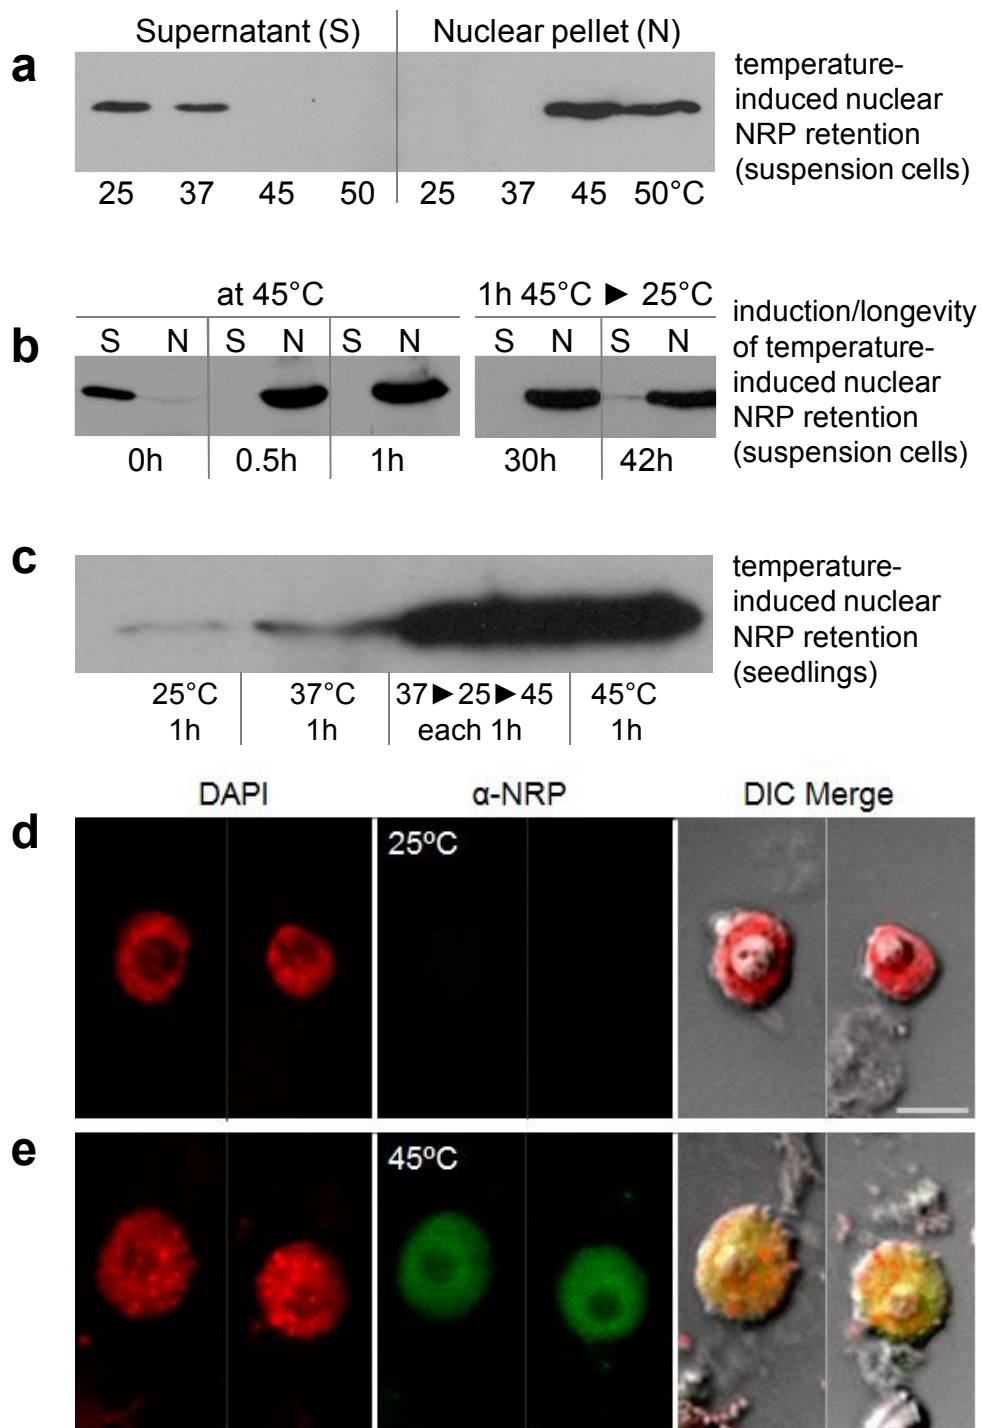 Supernatant (S) Nuclear pellet (N)
a
temperature-
induced nuclear
NRP retention
(suspension cells)
25 37 45 50 25 37 45 50°C
at 45°C 1h 45°C ► 25°C
b
S N S N S N S N S N
0h 0.5h 1h 30h 42h
induction/longevity
of temperature-
induced nuclear
NRP retention
(suspension cells)
c
temperature-
induced nuclear
NRP retention
(seedlings)
25°C 37°C 37►25►45 45°C
1h 1h each 1h 1h
DAPI α-NRP DIC Merge
d
25ºC
e
45ºC